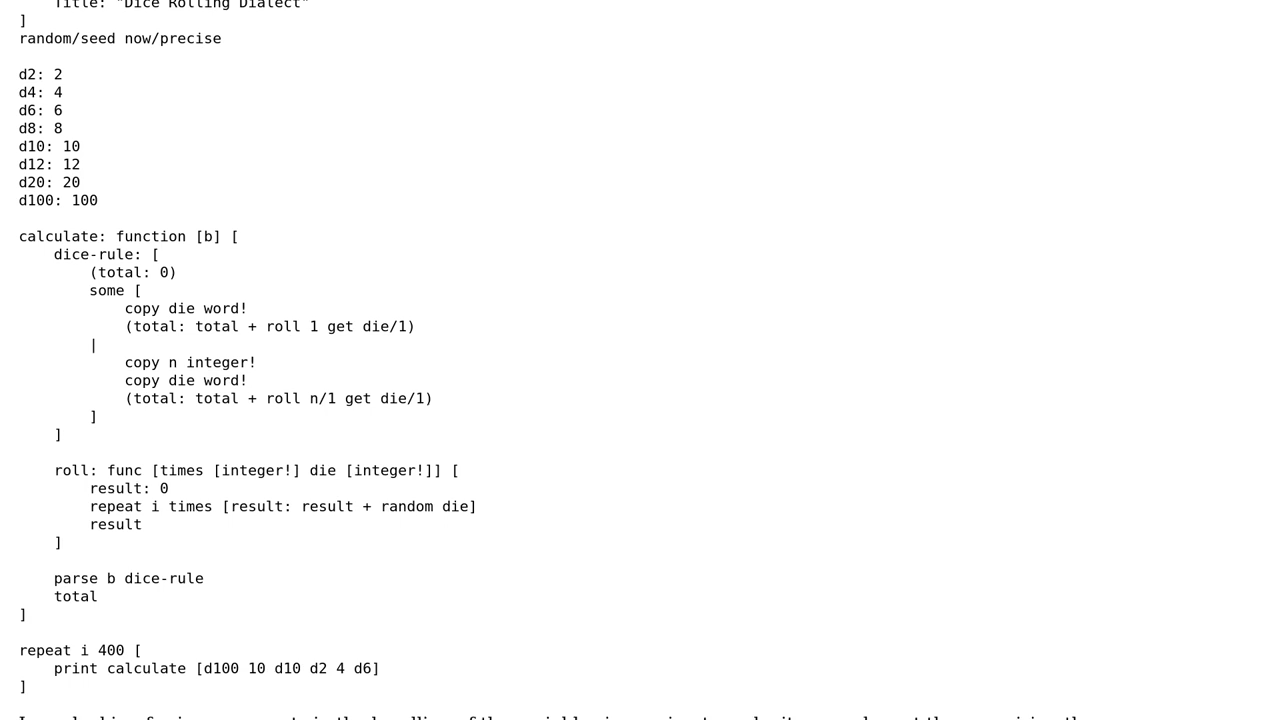 Title: "Dice Rolling Dialect"
]
random/seed now/precise
d2: 2
d4: 4
d6: 6
d8: 8
d10: 10
d12: 12
d20: 20
d100: 100
calculate: function [b] [
    dice-rule: [
        (total: 0)
        some [
            copy die word!
            (total: total + roll 1 get die/1)
        |
            copy n integer!
            copy die word!
            (total: total + roll n/1 get die/1)
        ]
    ]
    roll: func [times [integer!] die [integer!]] [
        result: 0
        repeat i times [result: result + random die]
        result
    ]
    parse b dice-rule
    total
]
repeat i 400 [
    print calculate [d100 10 d10 d2 4 d6]
]